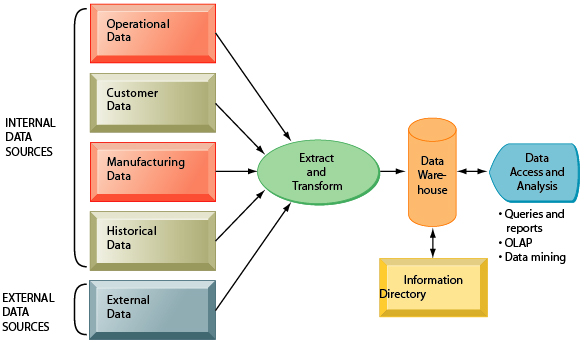 INTERNAL
DATA
SOURCES
Operational
Data
Customer
Data
Manufacturing
Data
Historical
Data
EXTERNAL
DATA
SOURCES
External
Data
Extract
and
Transform
Data
Ware-
house
Data
Access and
Analysis
• Queries and
reports
• OLAP
• Data mining
Information
Directory